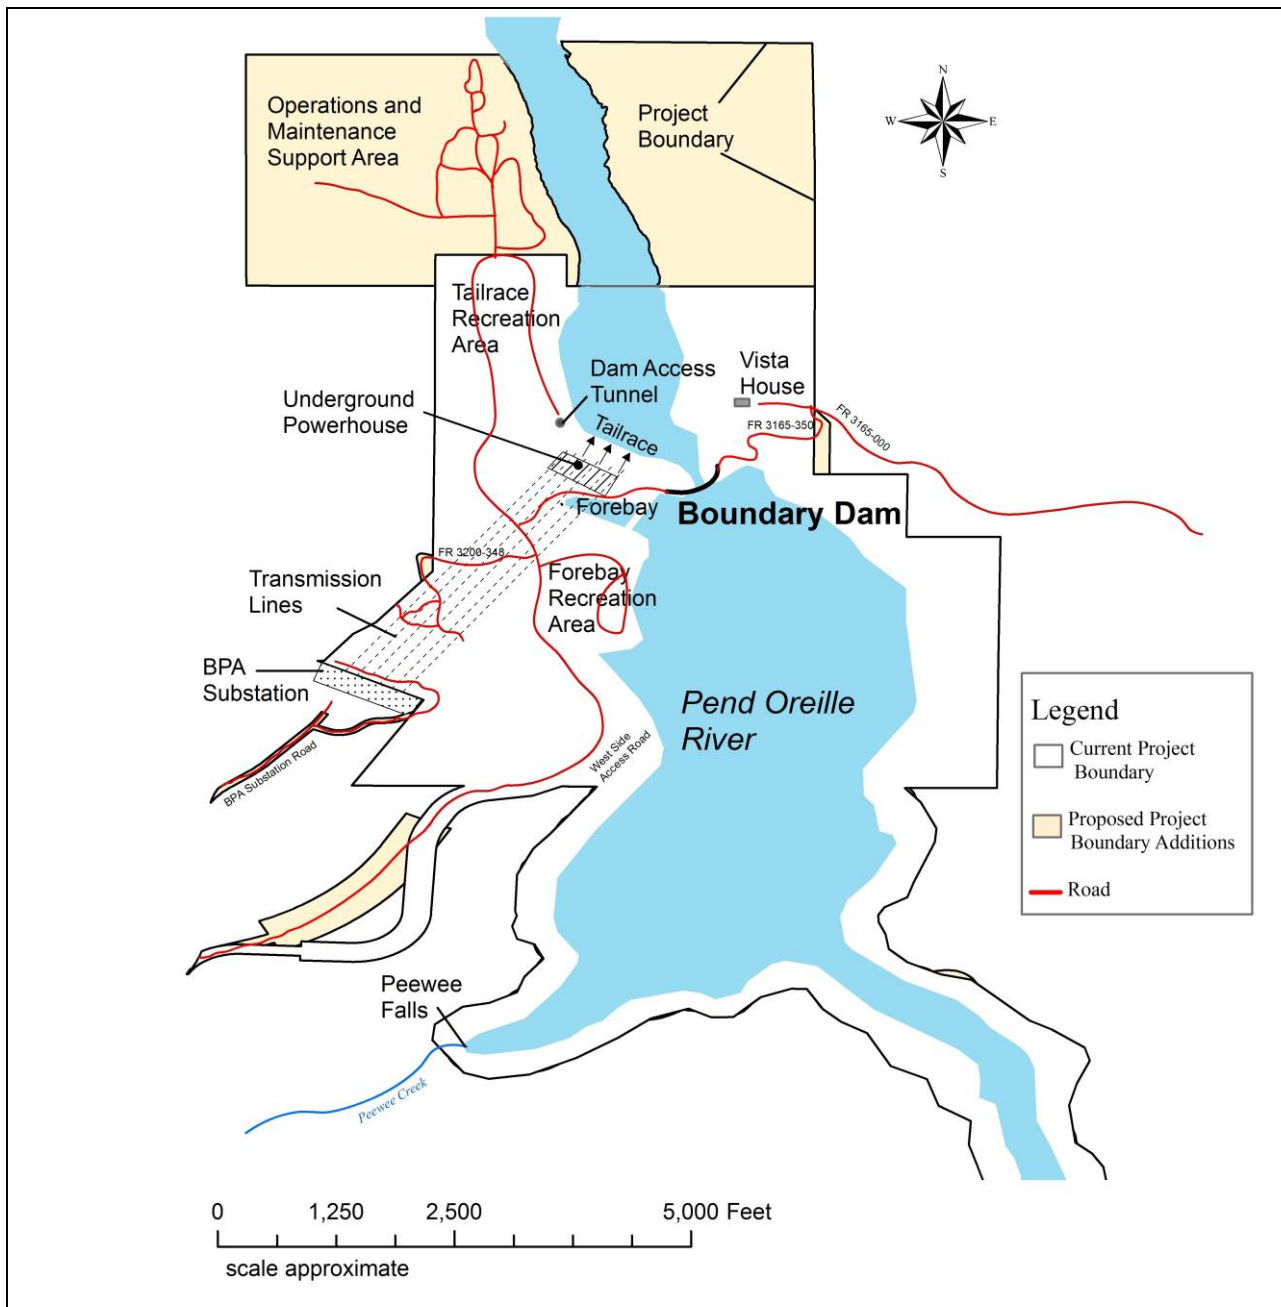 Operations and
Maintenance
Support Area
Project
Boundary
N
W
E
S
Tailrace
Recreation
Area
Dam Access
Tunnel
Vista
House
Underground
Powerhouse
Tailrace
FR 3165-350
FR 3165-000
Forebay
Boundary Dam
FR 3200-348
Transmission
Lines
Forebay
Recreation
Area
BPA
Substation
Pend Oreille
River
West Side
Access Road
BPA Substation Road
Legend
Current Project
Boundary
Proposed Project
Boundary Additions
Road
Peewee
Falls
Peewee Creek
0 1,250 2,500 5,000 Feet
scale approximate